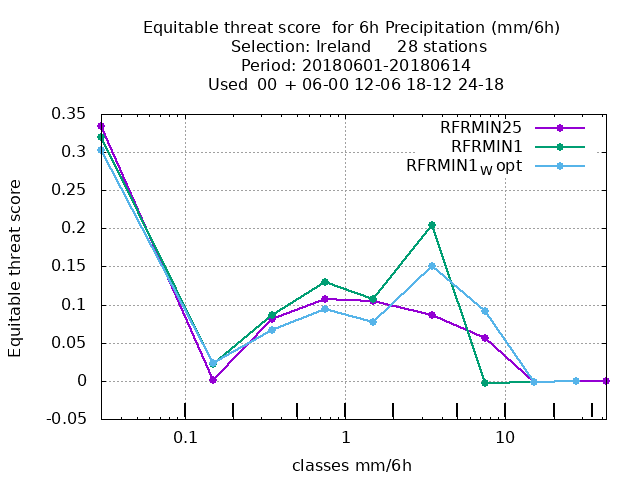 Equitable threat score  for 6h Precipitation (mm/6h)
Selection: Ireland     28 stations
Period: 20180601-20180614
Used  00 + 06-00 12-06 18-12 24-18
RFRMIN25
RFRMIN1
RFRMIN1W opt
Equitable threat score
0.35
0.3
0.25
0.2
0.15
0.1
0.05
0
-0.05
0.1
1
10
classes mm/6h